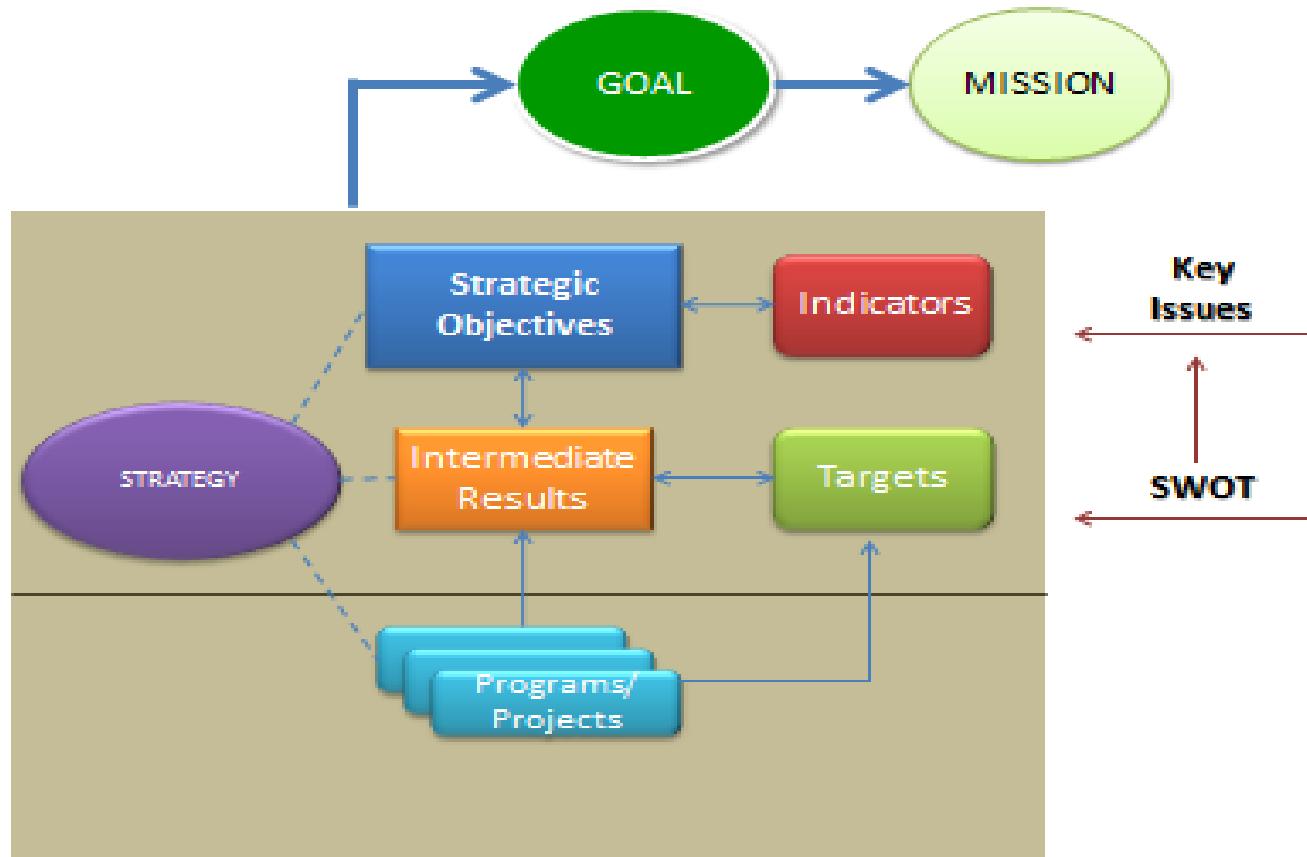 GOAL
MISSION
Strategic
Objectives
Indicators
Key
Issues
STRATEGY
Intermediate
Results
Targets
SWOT
Programs/
Projects